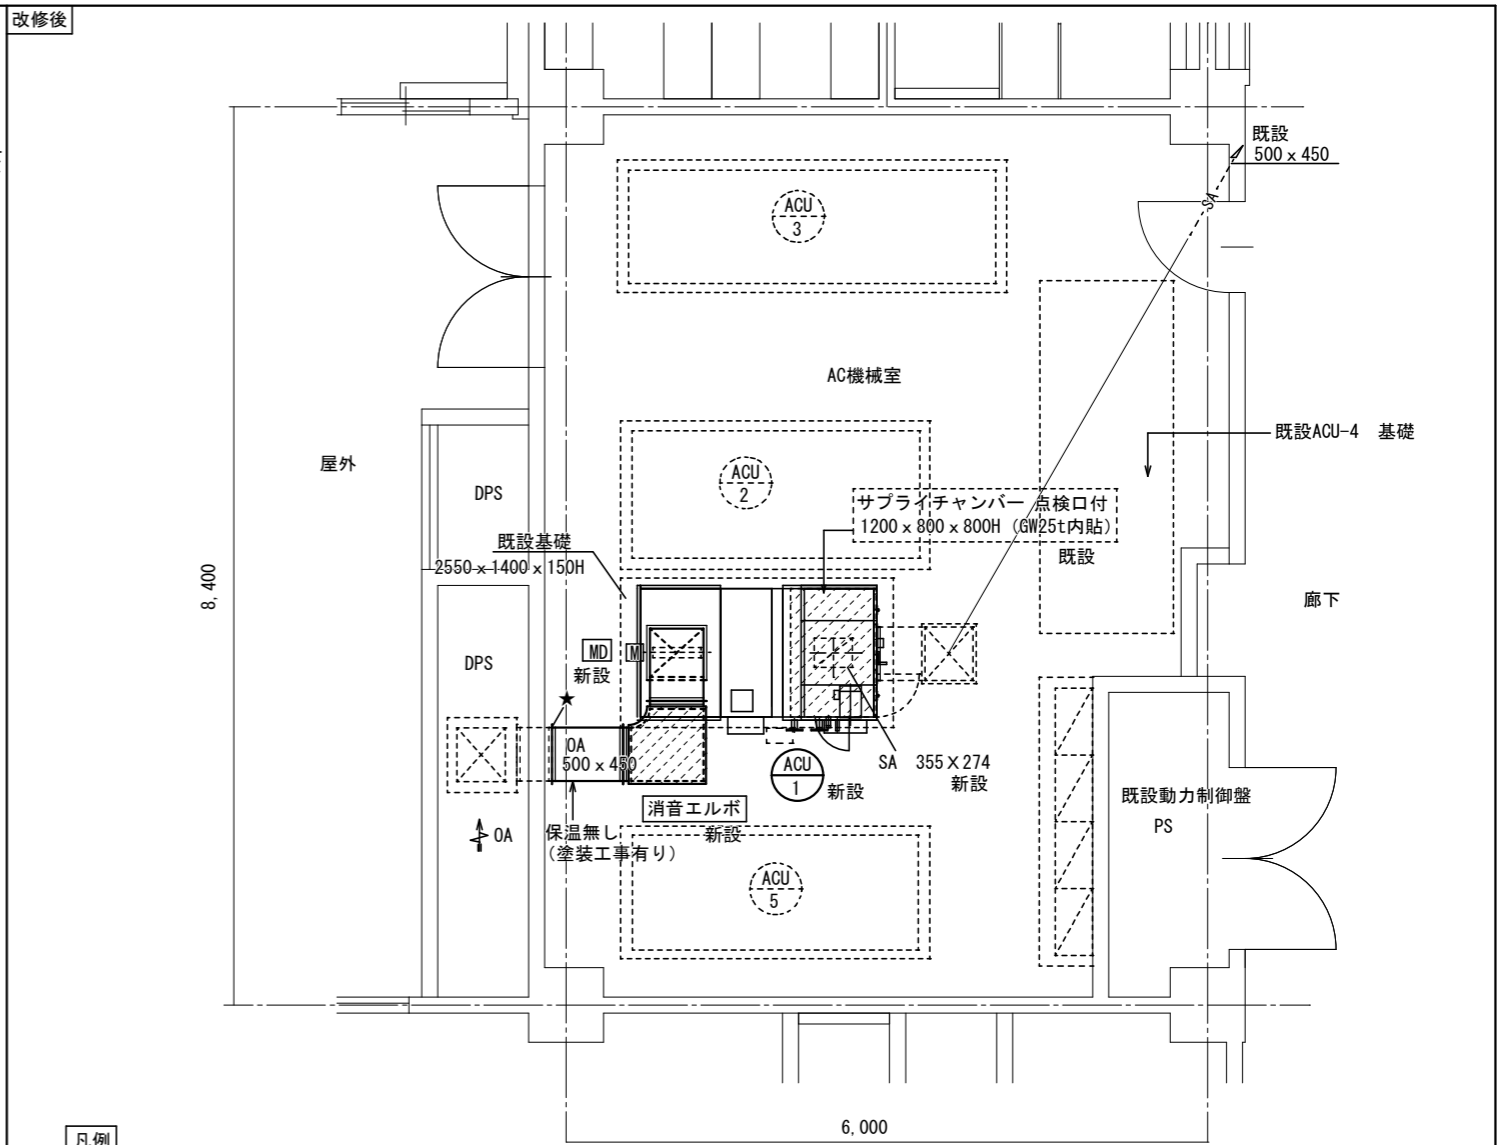 改修後
既設
500 x 450
SA
ACU
3
AC機械室
既設ACU-4 基礎
屋外
DPS
ACU
2
サプライチャンバー 点検口付
1200 x 800 x 800H (GW25t内貼)
既設
既設基礎
2550 x 1400 x 150H
8,400
廊下
DPS
MD
M
新設
★
OA
500 x 450
ACU
1
新設
SA 355 X 274
新設
消音エルボ
新設
既設動力制御盤
PS
OA
保温無し
(塗装工事有り)
ACU
5
6,000
凡例